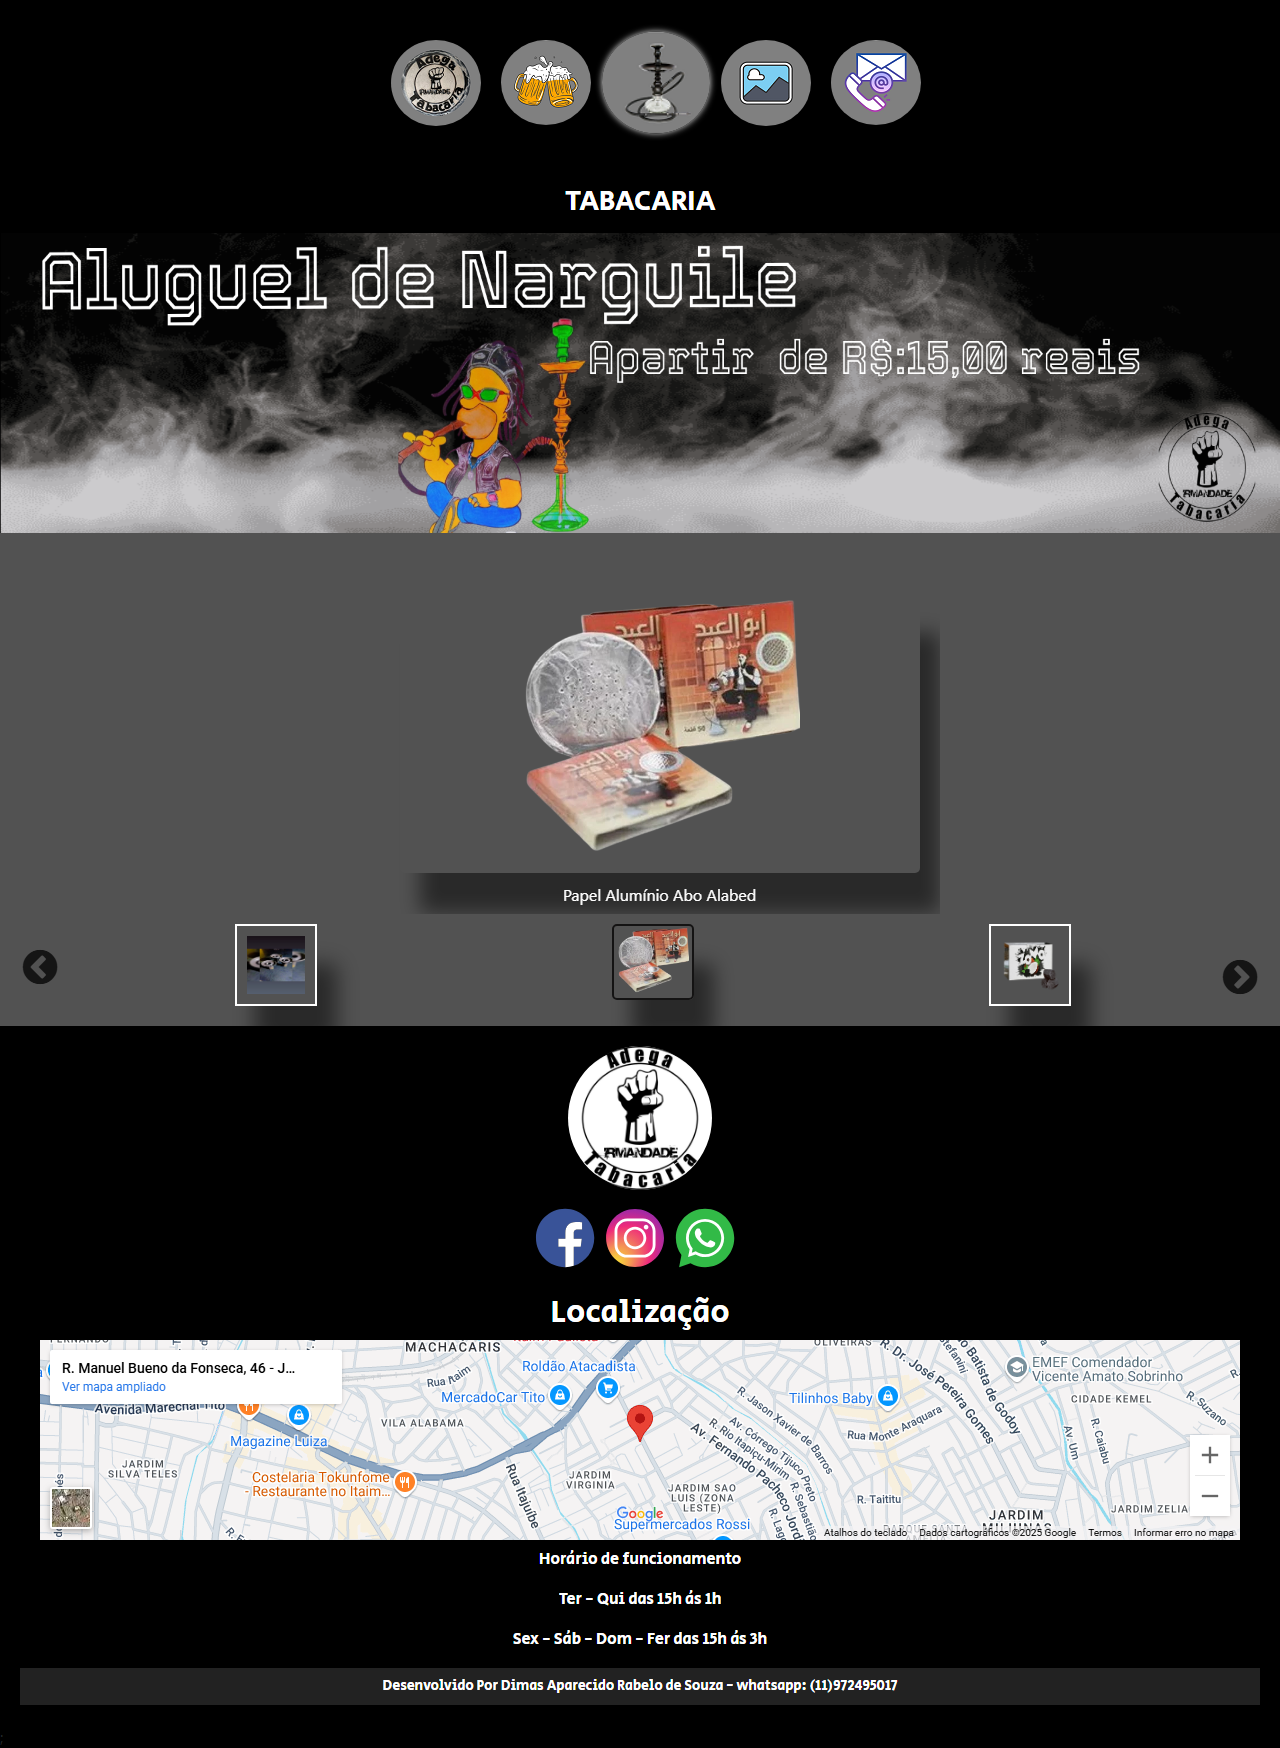 Adega
IRMANDADE
Tabacaria
TABACARIA
Aluguel de Narguile
Apartir de R$:15,00 reais
Adega
IRMANDADE
Tabacaria
أبو العبد
Papel Alumínio Abo Alabed
Adega
IRMANDADE
Tabacaria
Localização
R. Manuel Bueno da Fonseca, 46 - J...
Ver mapa ampliado
MACHACARIS
Roldão Atacadista
Rua Itaim
MercadoCar Tito
Avenida Marechal Tito
VILA ALABAMA
Magazine Luiza
JARDIM
SILVA TELES
Costelaria Tokunfome
- Restaurante no Itaim...
Rua Itajuíbe
JARDIM
VIRGINIA
OLIVEIRAS
R. Dr. José Pereira Gomes
Batista de Godoy
EMEF Comendador
Vicente Amato Sobrinho
CIDADE KEMEL
R. Suzano
Tilinhos Baby
R. Jason Xavier de Barros
Rua Monte Araquara
Av. Um
R. Caiabu
Av. Córrego Tijuco Preto
R. Rio Itapiçu-Mirim
Av. Fernando Pacheco Jordão
R. Sebastião
JARDIM SAO
LUIS (ZONA
LESTE)
R. Taititu
Google
Supermercados Rossi
JARDIM
JARDIM ZELIA
Atalhos do teclado
Dados cartográficos ©2025 Google
Termos
Informar erro no mapa
Horário de funcionamento
Ter - Qui das 15h ás 1h
Sex - Sáb - Dom - Fer das 15h ás 3h
Desenvolvido Por Dimas Aparecido Rabelo de Souza - whatsapp: (11)972495017